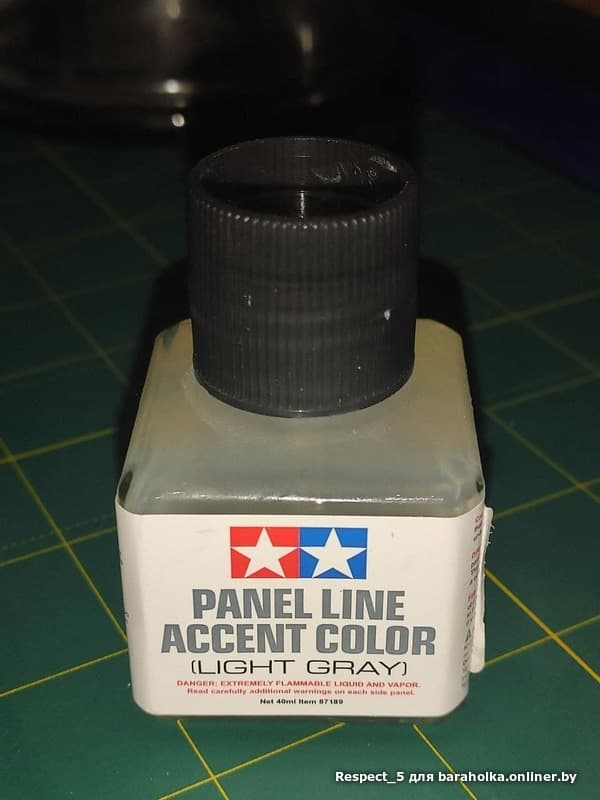 PANEL LINE
ACCENT COLOR
(LIGHT GRAY)
DANGER: EXTREMELY FLAMMABLE LIQUID AND VAPOR.
Read carefully additional warnings on each side panel.
Net 40ml Item 87189
Respect_5 для baraholka.onliner.by